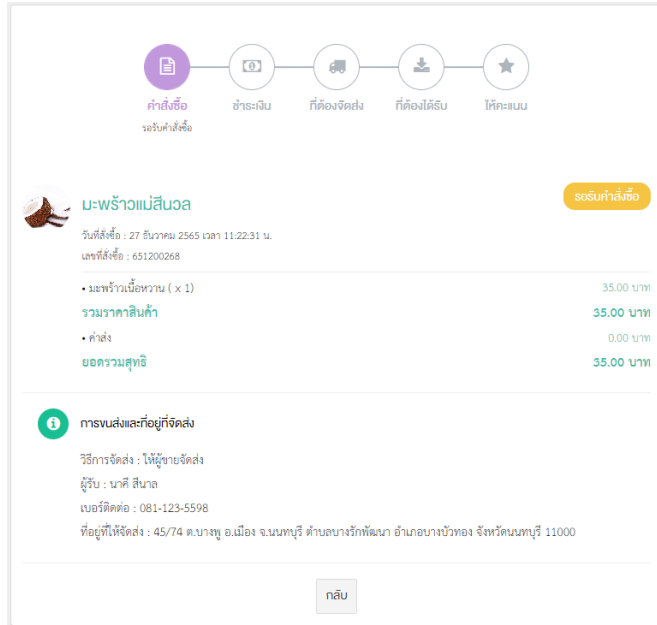 คำสั่งซื้อ
ชำระเงิน
ที่ต้องจัดส่ง
ที่ต้องได้รับ
ให้คะแนน
รอรับคำสั่งซื้อ
มะพร้าวแม่สีนวล
รอรับคำสั่งซื้อ
วันที่สั่งซื้อ : 27 ธันวาคม 2565 เวลา 11:22:31 น.
เลขที่สั่งซื้อ : 651200268
• มะพร้าวเนื้อหวาน ( x 1) 35.00 บาท
รวมราคาสินค้า 35.00 บาท
• ค่าส่ง 0.00 บาท
ยอดรวมสุทธิ 35.00 บาท
การขนส่งและที่อยู่ที่จัดส่ง
วิธีการจัดส่ง : ให้ผู้ขายจัดส่ง
ผู้รับ : นาคี สีนาล
เบอร์ติดต่อ : 081-123-5598
ที่อยู่ที่ให้จัดส่ง : 45/74 ต.บางพู อ.เมือง จ.นนทบุรี ตำบลบางรักพัฒนา อำเภอบางบัวทอง จังหวัดนนทบุรี 11000
กลับ